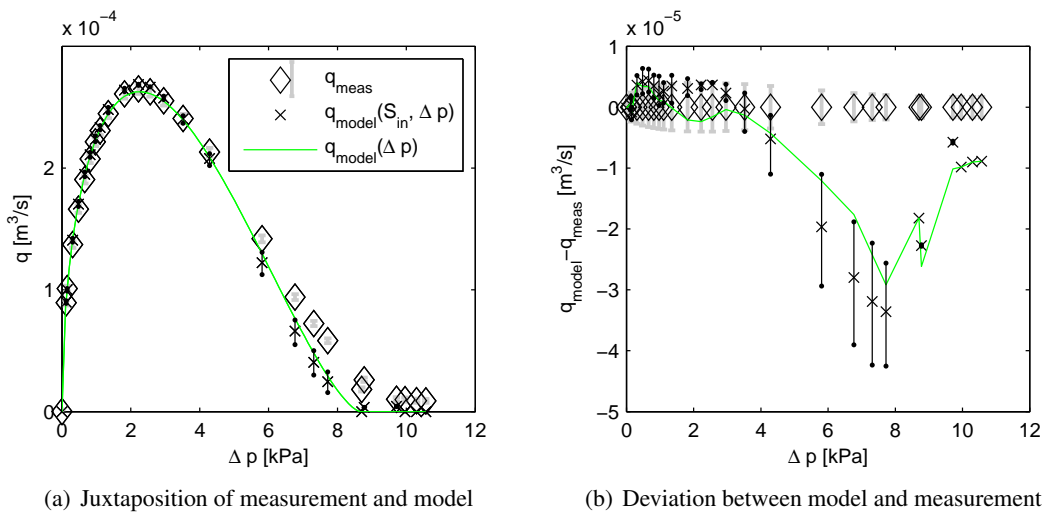 x 10⁻⁴
q [m³/s]
2
1
0
0 2 4 6 8 10 12
Δ p [kPa]
q_meas
q_model(S_in, Δ p)
q_model(Δ p)
(a) Juxtaposition of measurement and model
x 10⁻⁵
q_model−q_meas [m³/s]
1
0
−1
−2
−3
−4
−5
0 2 4 6 8 10 12
Δ p [kPa]
(b) Deviation between model and measurement